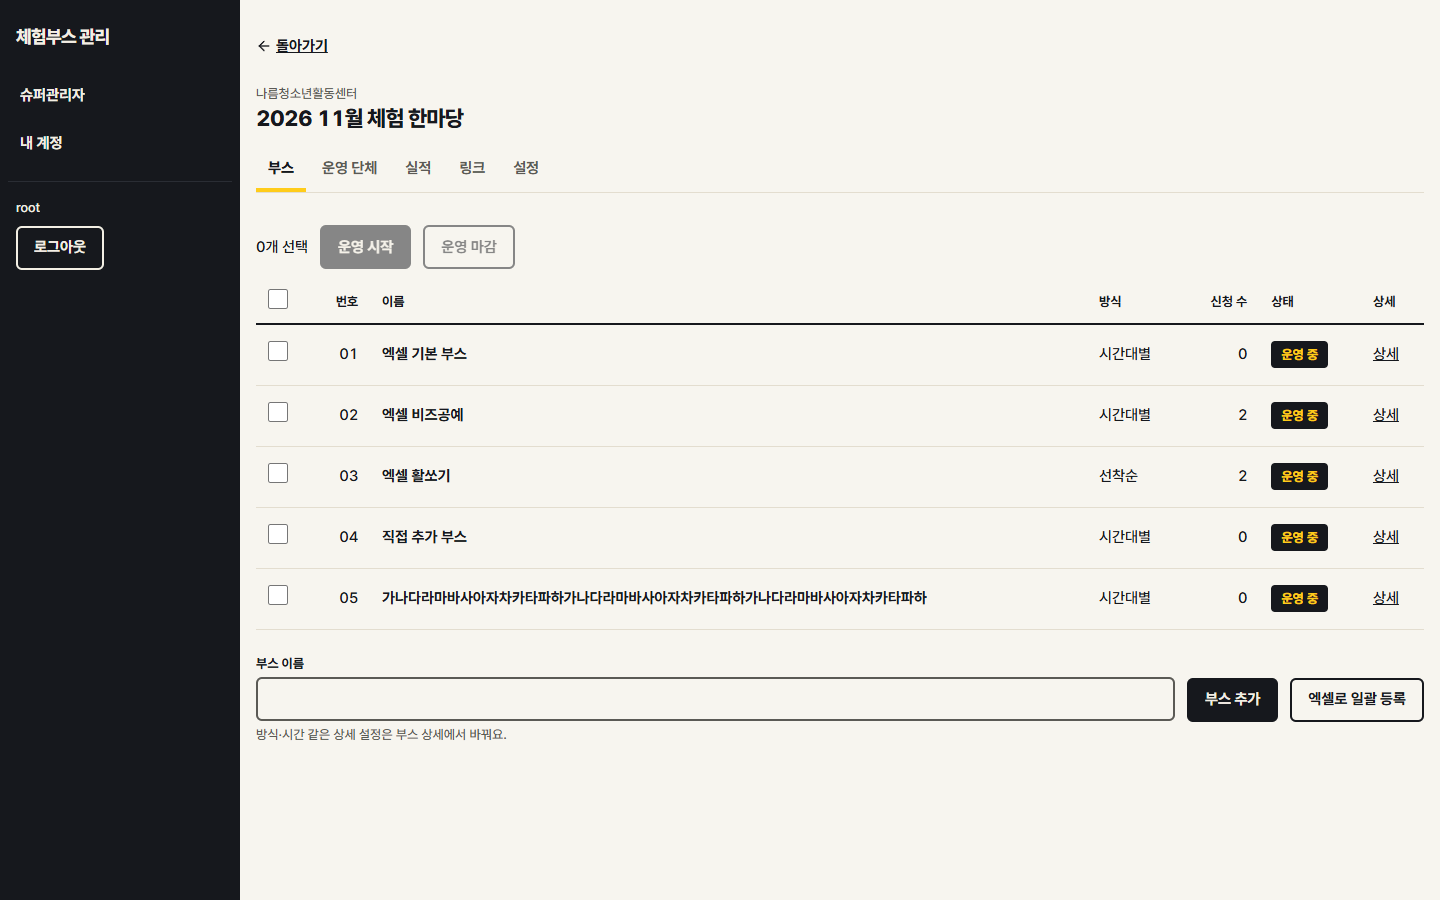 체험부스 관리
슈퍼관리자
내 계정
root
로그아웃
← 돌아가기
나름청소년활동센터
2026 11월 체험 한마당
부스 운영 단체 실적 링크 설정
0개 선택 운영 시작 운영 마감
번호 이름 방식 신청 수 상태 상세
01 엑셀 기본 부스 시간대별 0 운영 중 상세
02 엑셀 비즈공예 시간대별 2 운영 중 상세
03 엑셀 활쏘기 선착순 2 운영 중 상세
04 직접 추가 부스 시간대별 0 운영 중 상세
05 가나다라마바사아자차카타파하가나다라마바사아자차카타파하가나다라마바사아자차카타파하 시간대별 0 운영 중 상세
부스 이름
부스 추가 엑셀로 일괄 등록
방식·시간 같은 상세 설정은 부스 상세에서 바꿔요.